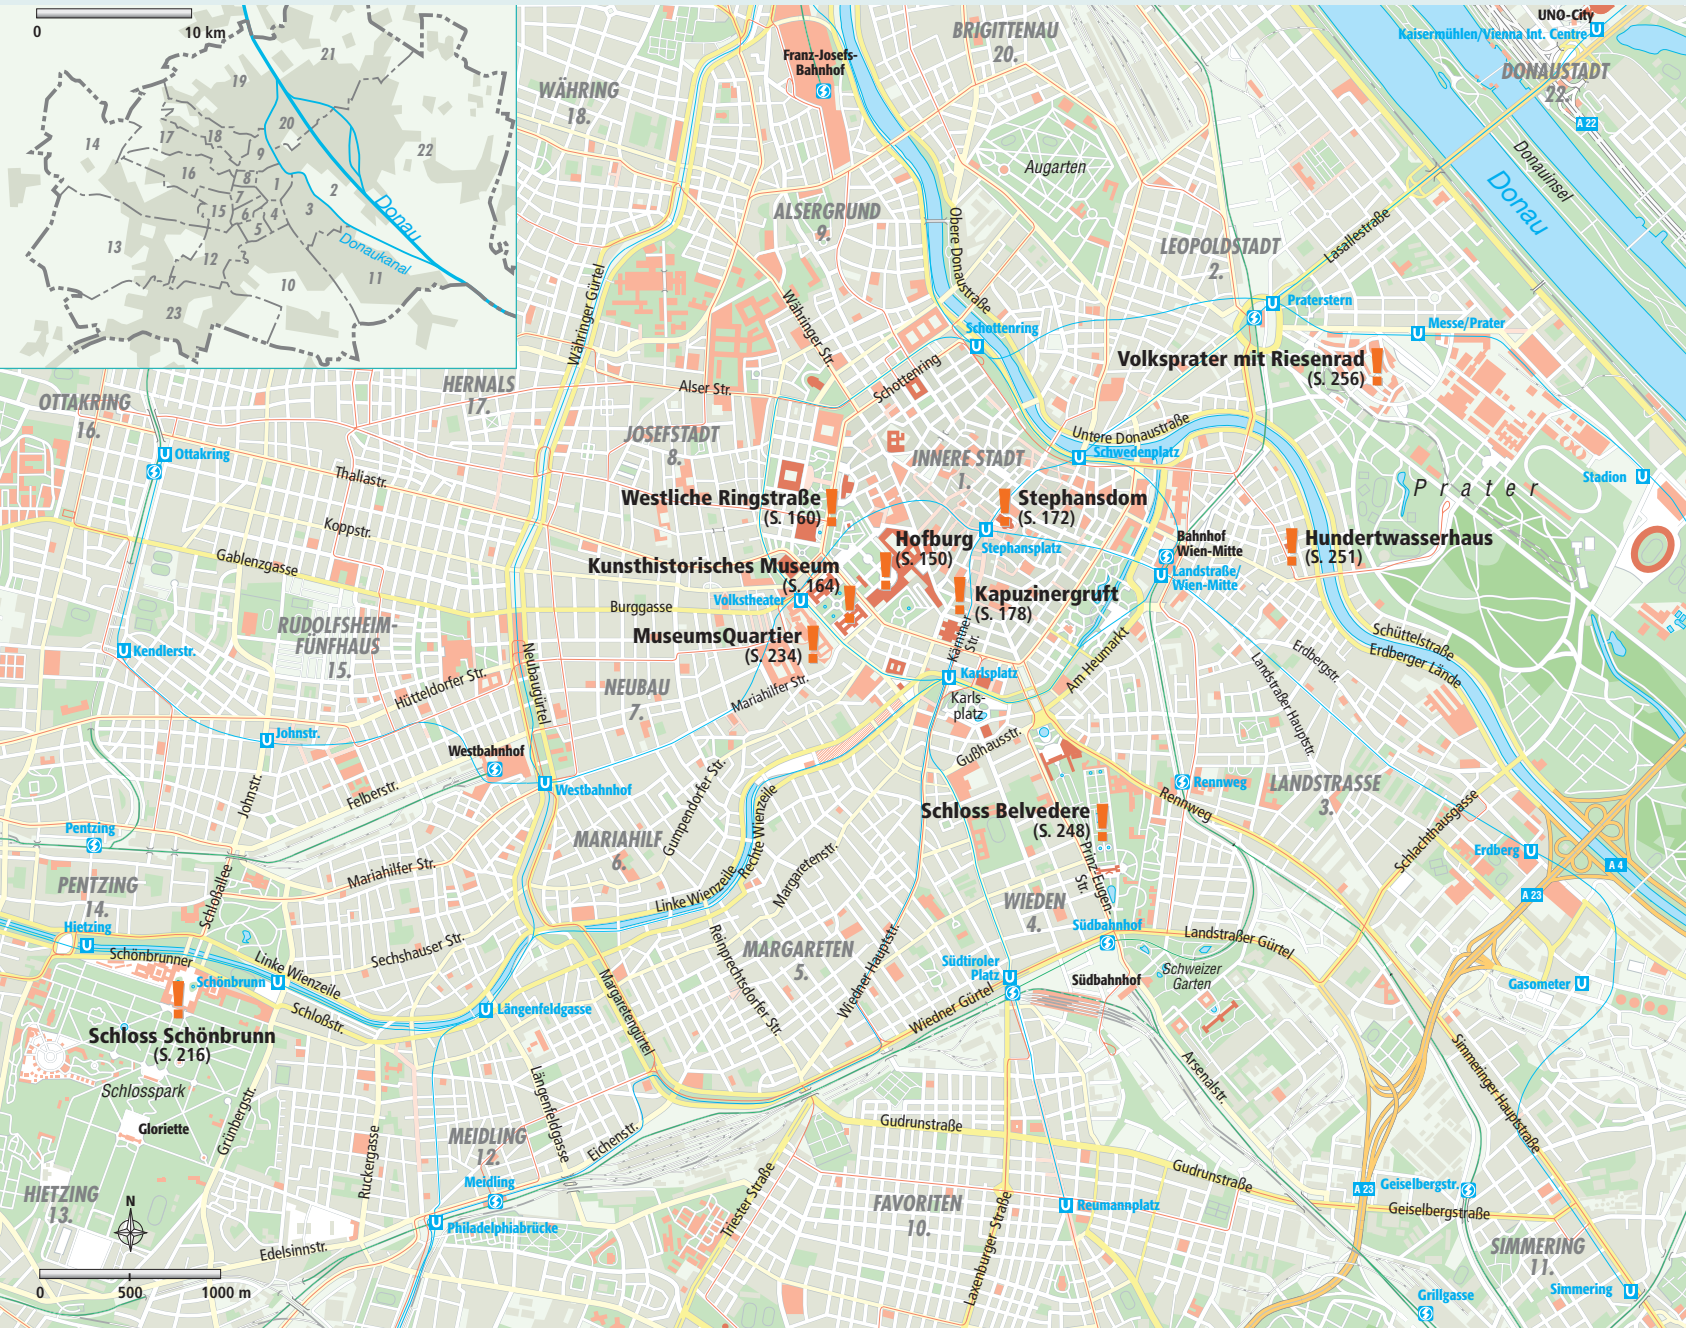 0
10 km
21
19
20
14
17
18
9
22
16
8
1
2
7
15
6
4
3
5
13
12
10
11
23
Donau
Donaukanal
UNO-City
Kaisermühlen/Vienna Int. Centre
DONAUSTADT
22.
A 22
Donauinsel
Donau
BRIGITTENAU
20.
Franz-Josefs-
Bahnhof
WÄHRING
18.
Augarten
ALSERGRUND
9.
Obere Donaustraße
LEOPOLDSTADT
2.
Lasallestraße
Währinger Gürtel
Währinger Str.
Praterstern
Messe/Prater
Schottenring
Volksprater mit Riesenrad
(S. 256)
Schottenring
Alser Str.
HERNALS
17.
OTTAKRING
16.
Ottakring
JOSEFSTADT
8.
INNERE STADT
1.
Untere Donaustraße
Schwedenplatz
Stadion
Prater
Thaliastr.
Koppstr.
Gablenzgasse
Westliche Ringstraße
(S. 160)
Stephansdom
(S. 172)
Hofburg
(S. 150)
Stephansplatz
Bahnhof
Wien-Mitte
Landstraße/
Wien-Mitte
Hundertwasserhaus
(S. 251)
Kunsthistorisches Museum
(S. 164)
Volkstheater
Burggasse
Kapuzinergruft
(S. 178)
MuseumsQuartier
(S. 234)
Kärntner
Str.
Am Heumarkt
Schüttelstraße
Erdberger Lände
Erdbergstr.
Landstraßer Hauptstr.
RUDOLFSHEIM-
FÜNFHAUS
15.
Kendlerstr.
Hütteldorfer Str.
Neubaugürtel
NEUBAU
7.
Mariahilfer Str.
Karlsplatz
Karls-
platz
Gußhausstr.
Johnstr.
Westbahnhof
Westbahnhof
Johnstr.
Felberstr.
Gumpendorfer Str.
Rechte Wienzeile
Rennweg
Rennweg
LANDSTRASSE
3.
Schlachthausgasse
Schloss Belvedere
(S. 248)
Prinz-Eugen-
Str.
Erdberg
A 4
A 23
Pentzing
MARIAHILF
6.
Mariahilfer Str.
Margaretenstr.
Linke Wienzeile
PENTZING
14.
Schloßallee
WIEDEN
4.
Südbahnhof
Landstraßer Gürtel
Hietzing
Schönbrunner
Linke Wienzeile
Sechshauser Str.
Reinprechtsdorfer Str.
MARGARETEN
5.
Wiedner Hauptstr.
Südtiroler
Platz
Südbahnhof
Schweizer
Garten
Gasometer
Schönbrunn
Schloßstr.
Längenfeldgasse
Margaretengürtel
Wiedner Gürtel
Schloss Schönbrunn
(S. 216)
Schlosspark
Gloriette
Grünbergstr.
Ruckergasse
Längenfeldgasse
Arsenalstr.
Simmeringer Hauptstraße
MEIDLING
12.
Eichenstr.
Gudrunstraße
Gudrunstraße
Meidling
HIETZING
13.
N
Triester Straße
FAVORITEN
10.
Laxenburger Straße
Reumannplatz
A 23
Geiselbergstr.
Geiselbergstraße
Philadelphiabrücke
Edelsinnstr.
SIMMERING
11.
Simmering
Grillgasse
0
500
1000 m